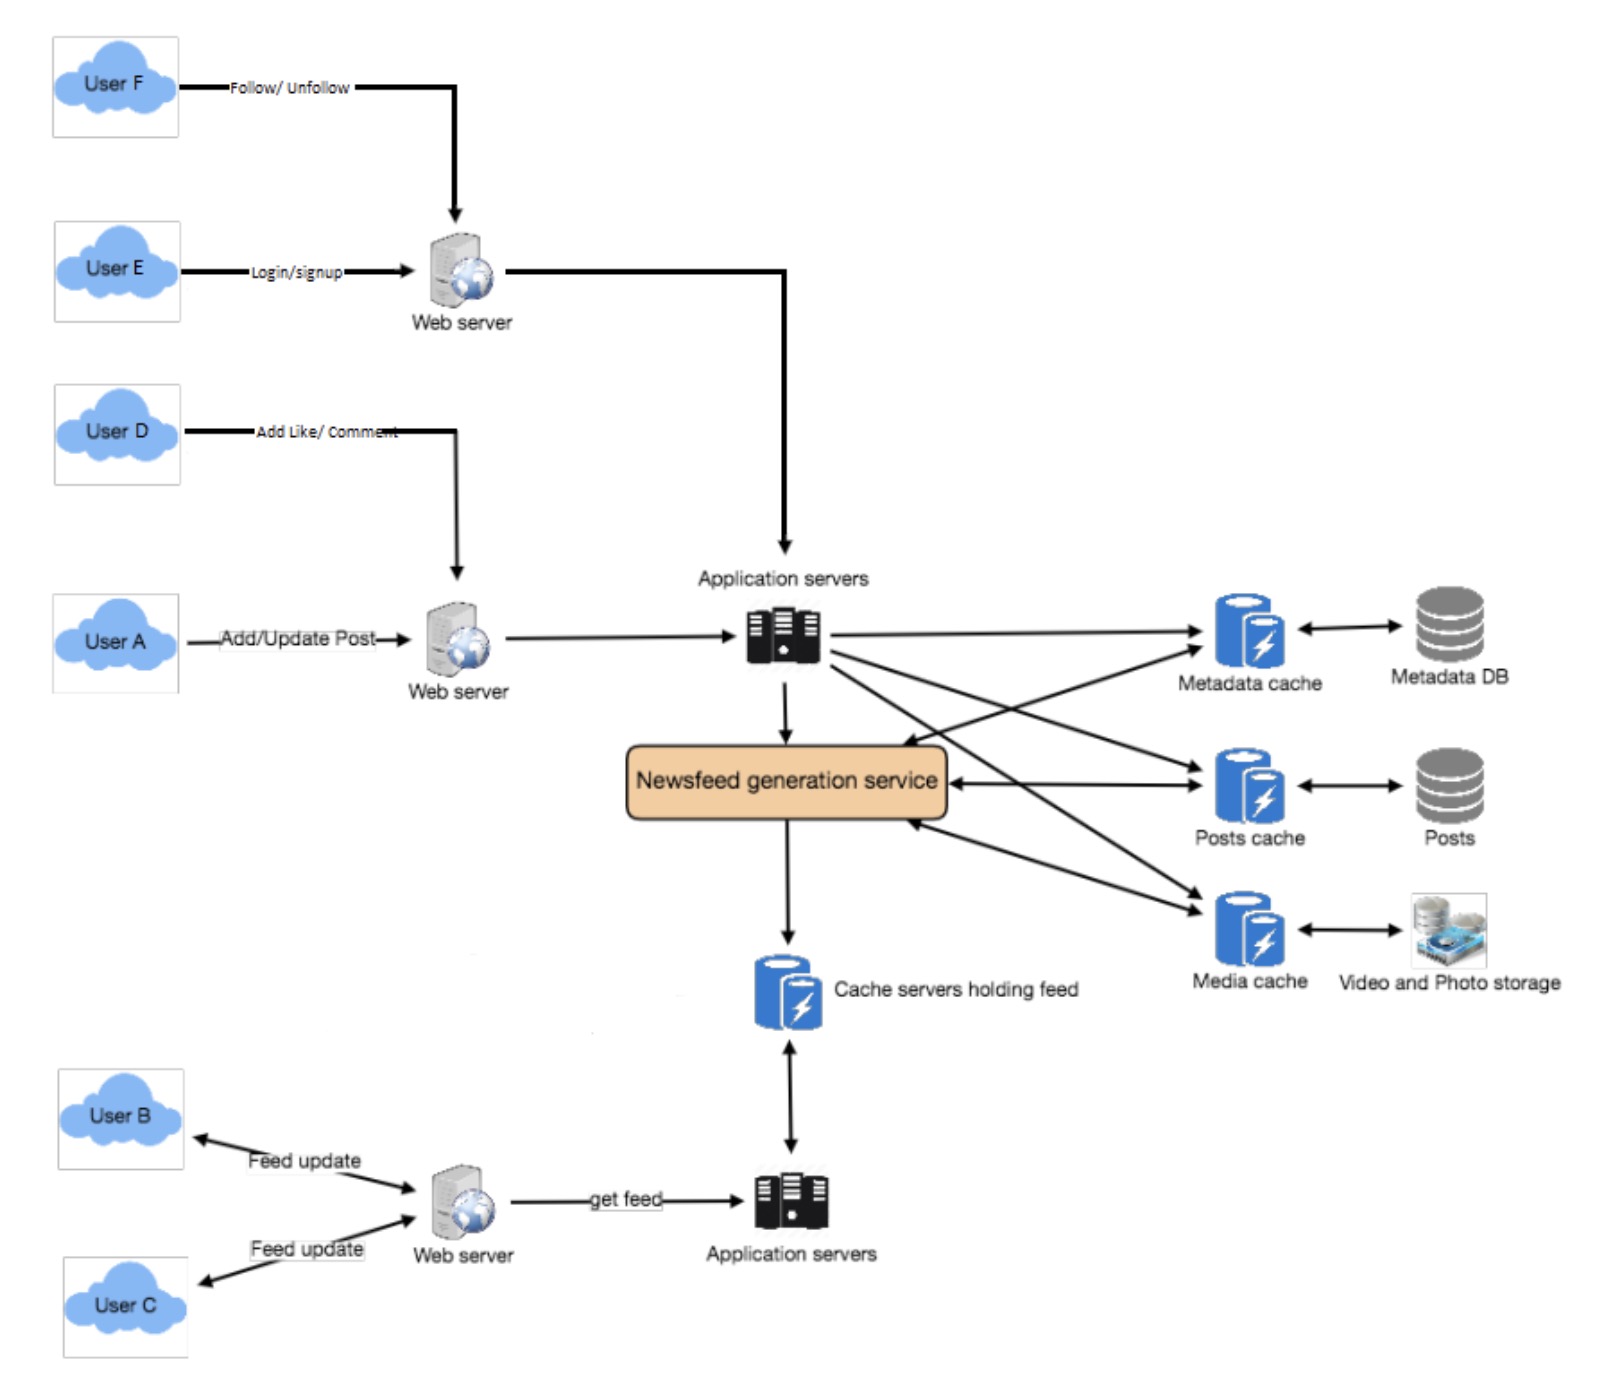 User F
Follow/ Unfollow
User E
Login/signup
Web server
User D
Add Like/ Comment
Application servers
User A
Add/Update Post
Web server
Metadata cache
Metadata DB
Newsfeed generation service
Posts cache
Posts
Cache servers holding feed
Media cache
Video and Photo storage
User B
Feed update
get feed
Feed update
Web server
Application servers
User C